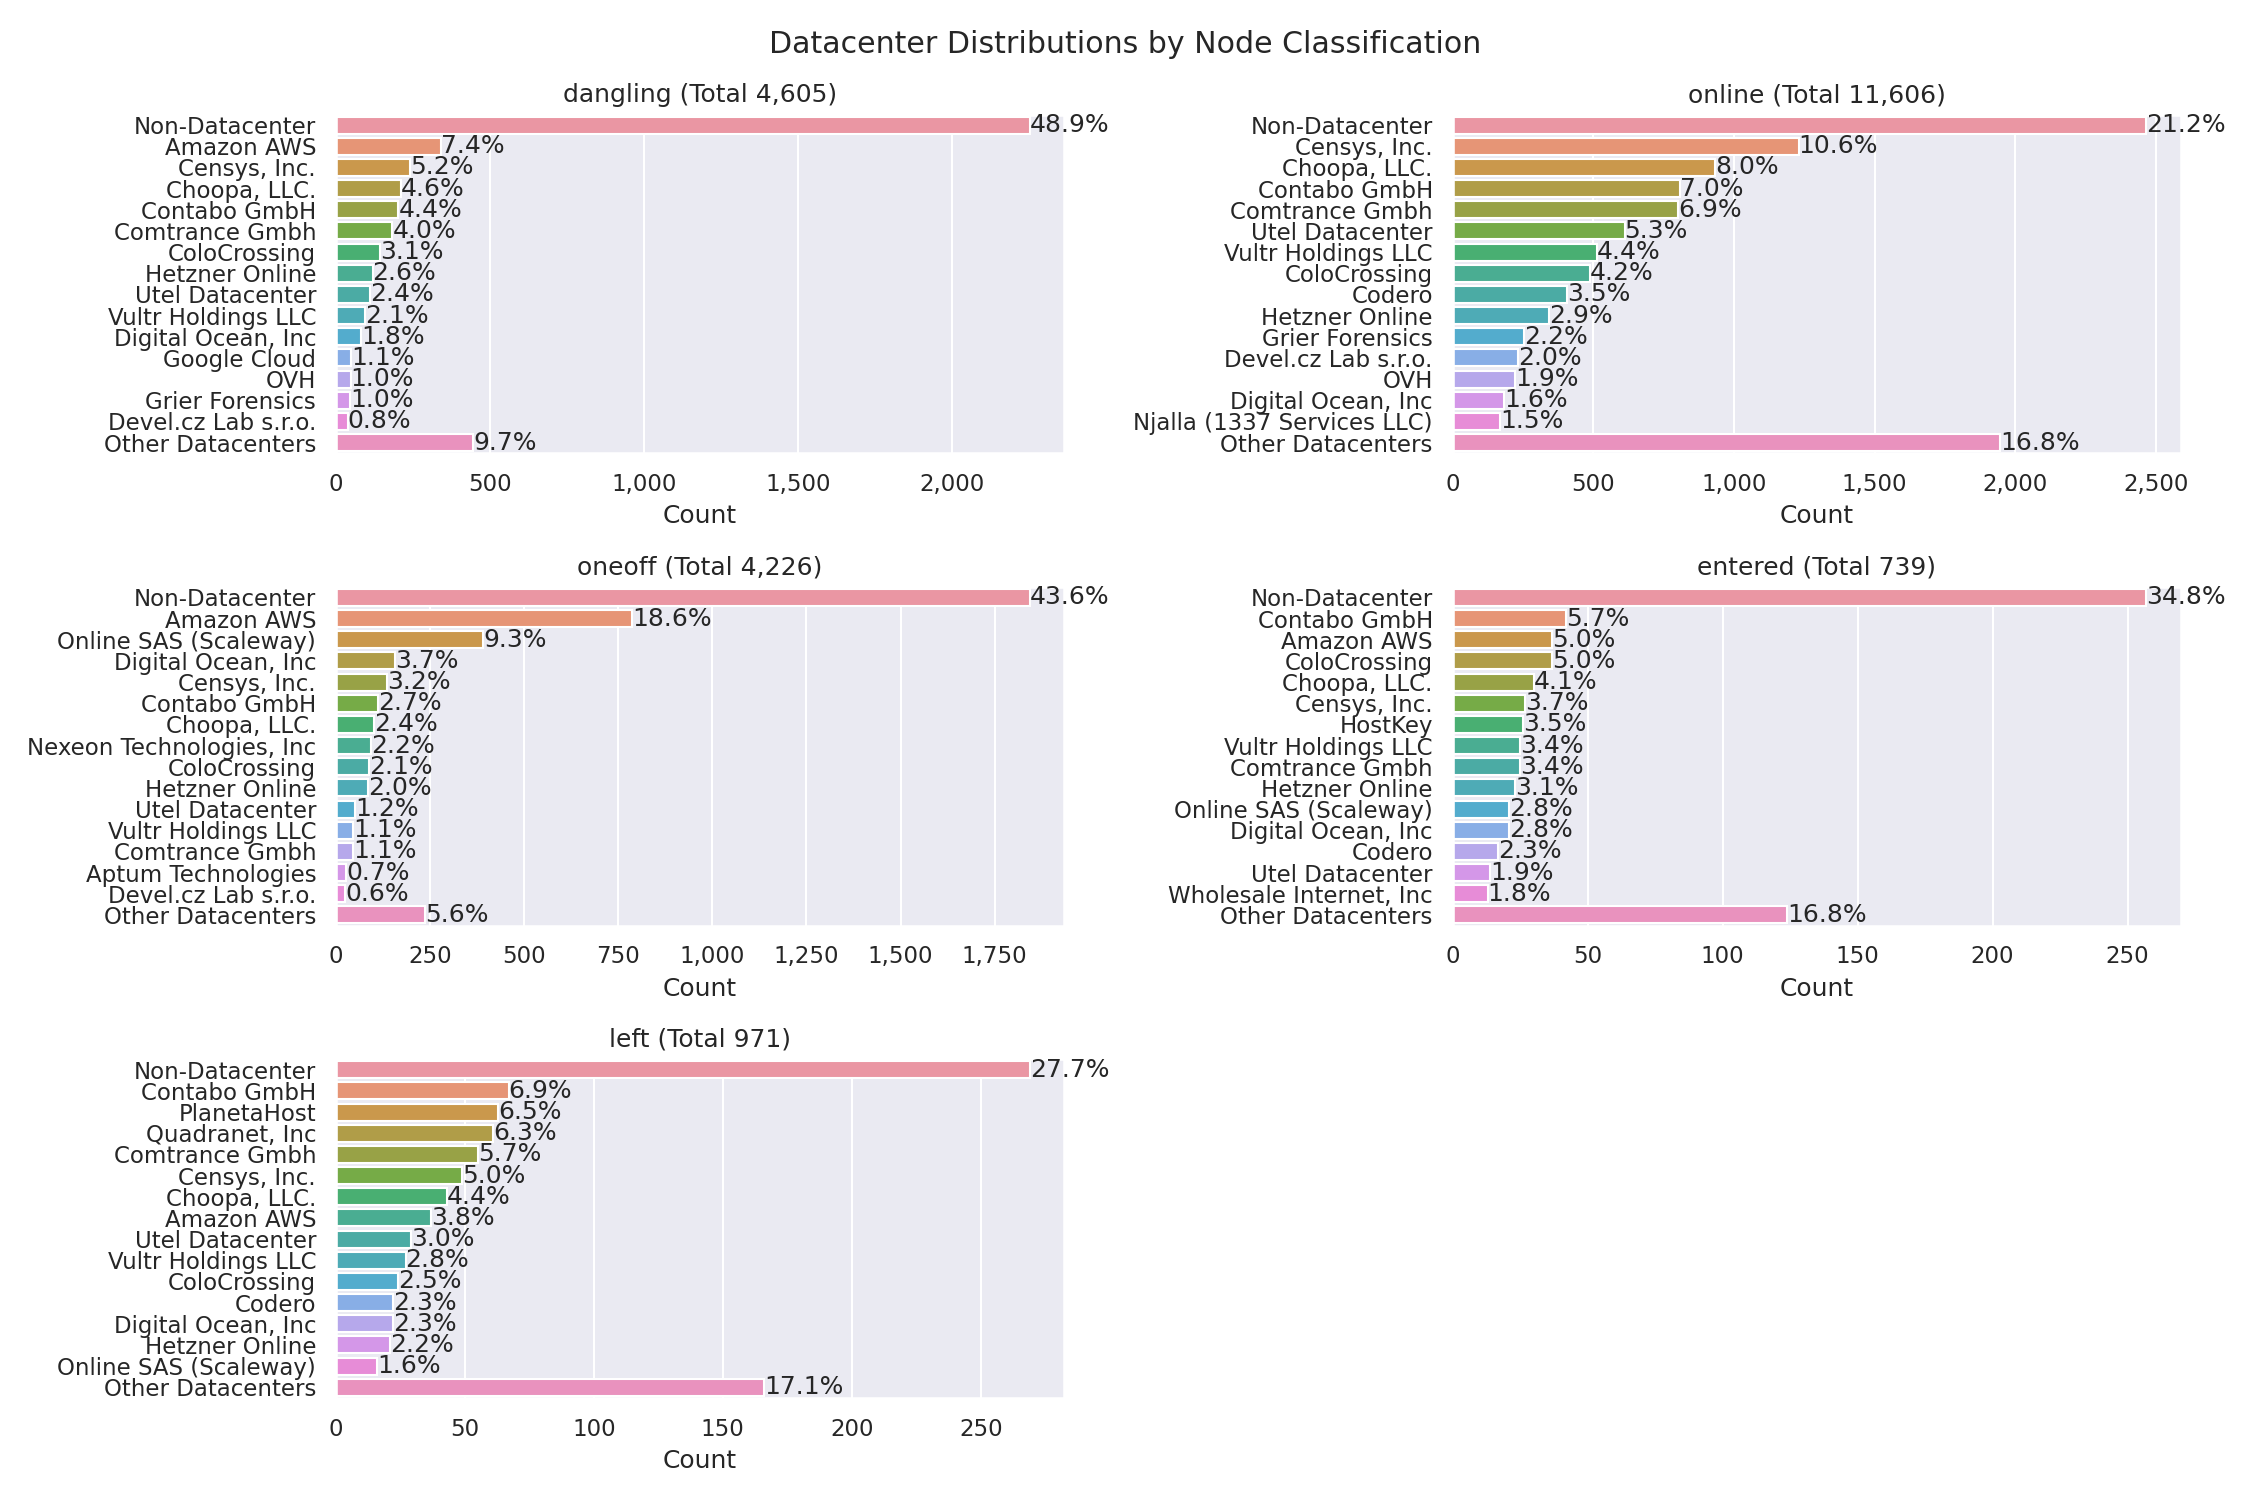 Datacenter Distributions by Node Classification
dangling (Total 4,605)
Non-Datacenter 48.9%
Amazon AWS 7.4%
Censys, Inc. 5.2%
Choopa, LLC. 4.6%
Contabo GmbH 4.4%
Comtrance Gmbh 4.0%
ColoCrossing 3.1%
Hetzner Online 2.6%
Utel Datacenter 2.4%
Vultr Holdings LLC 2.1%
Digital Ocean, Inc 1.8%
Google Cloud 1.1%
OVH 1.0%
Grier Forensics 1.0%
Devel.cz Lab s.r.o. 0.8%
Other Datacenters 9.7%
0 500 1,000 1,500 2,000
Count
online (Total 11,606)
Non-Datacenter 21.2%
Censys, Inc. 10.6%
Choopa, LLC. 8.0%
Contabo GmbH 7.0%
Comtrance Gmbh 6.9%
Utel Datacenter 5.3%
Vultr Holdings LLC 4.4%
ColoCrossing 4.2%
Codero 3.5%
Hetzner Online 2.9%
Grier Forensics 2.2%
Devel.cz Lab s.r.o. 2.0%
OVH 1.9%
Digital Ocean, Inc 1.6%
Njalla (1337 Services LLC) 1.5%
Other Datacenters 16.8%
0 500 1,000 1,500 2,000 2,500
Count
oneoff (Total 4,226)
Non-Datacenter 43.6%
Amazon AWS 18.6%
Online SAS (Scaleway) 9.3%
Digital Ocean, Inc 3.7%
Censys, Inc. 3.2%
Contabo GmbH 2.7%
Choopa, LLC. 2.4%
Nexeon Technologies, Inc 2.2%
ColoCrossing 2.1%
Hetzner Online 2.0%
Utel Datacenter 1.2%
Vultr Holdings LLC 1.1%
Comtrance Gmbh 1.1%
Aptum Technologies 0.7%
Devel.cz Lab s.r.o. 0.6%
Other Datacenters 5.6%
0 250 500 750 1,000 1,250 1,500 1,750
Count
entered (Total 739)
Non-Datacenter 34.8%
Contabo GmbH 5.7%
Amazon AWS 5.0%
ColoCrossing 5.0%
Choopa, LLC. 4.1%
Censys, Inc. 3.7%
HostKey 3.5%
Vultr Holdings LLC 3.4%
Comtrance Gmbh 3.4%
Hetzner Online 3.1%
Online SAS (Scaleway) 2.8%
Digital Ocean, Inc 2.8%
Codero 2.3%
Utel Datacenter 1.9%
Wholesale Internet, Inc 1.8%
Other Datacenters 16.8%
0 50 100 150 200 250
Count
left (Total 971)
Non-Datacenter 27.7%
Contabo GmbH 6.9%
PlanetaHost 6.5%
Quadranet, Inc 6.3%
Comtrance Gmbh 5.7%
Censys, Inc. 5.0%
Choopa, LLC. 4.4%
Amazon AWS 3.8%
Utel Datacenter 3.0%
Vultr Holdings LLC 2.8%
ColoCrossing 2.5%
Codero 2.3%
Digital Ocean, Inc 2.3%
Hetzner Online 2.2%
Online SAS (Scaleway) 1.6%
Other Datacenters 17.1%
0 50 100 150 200 250
Count